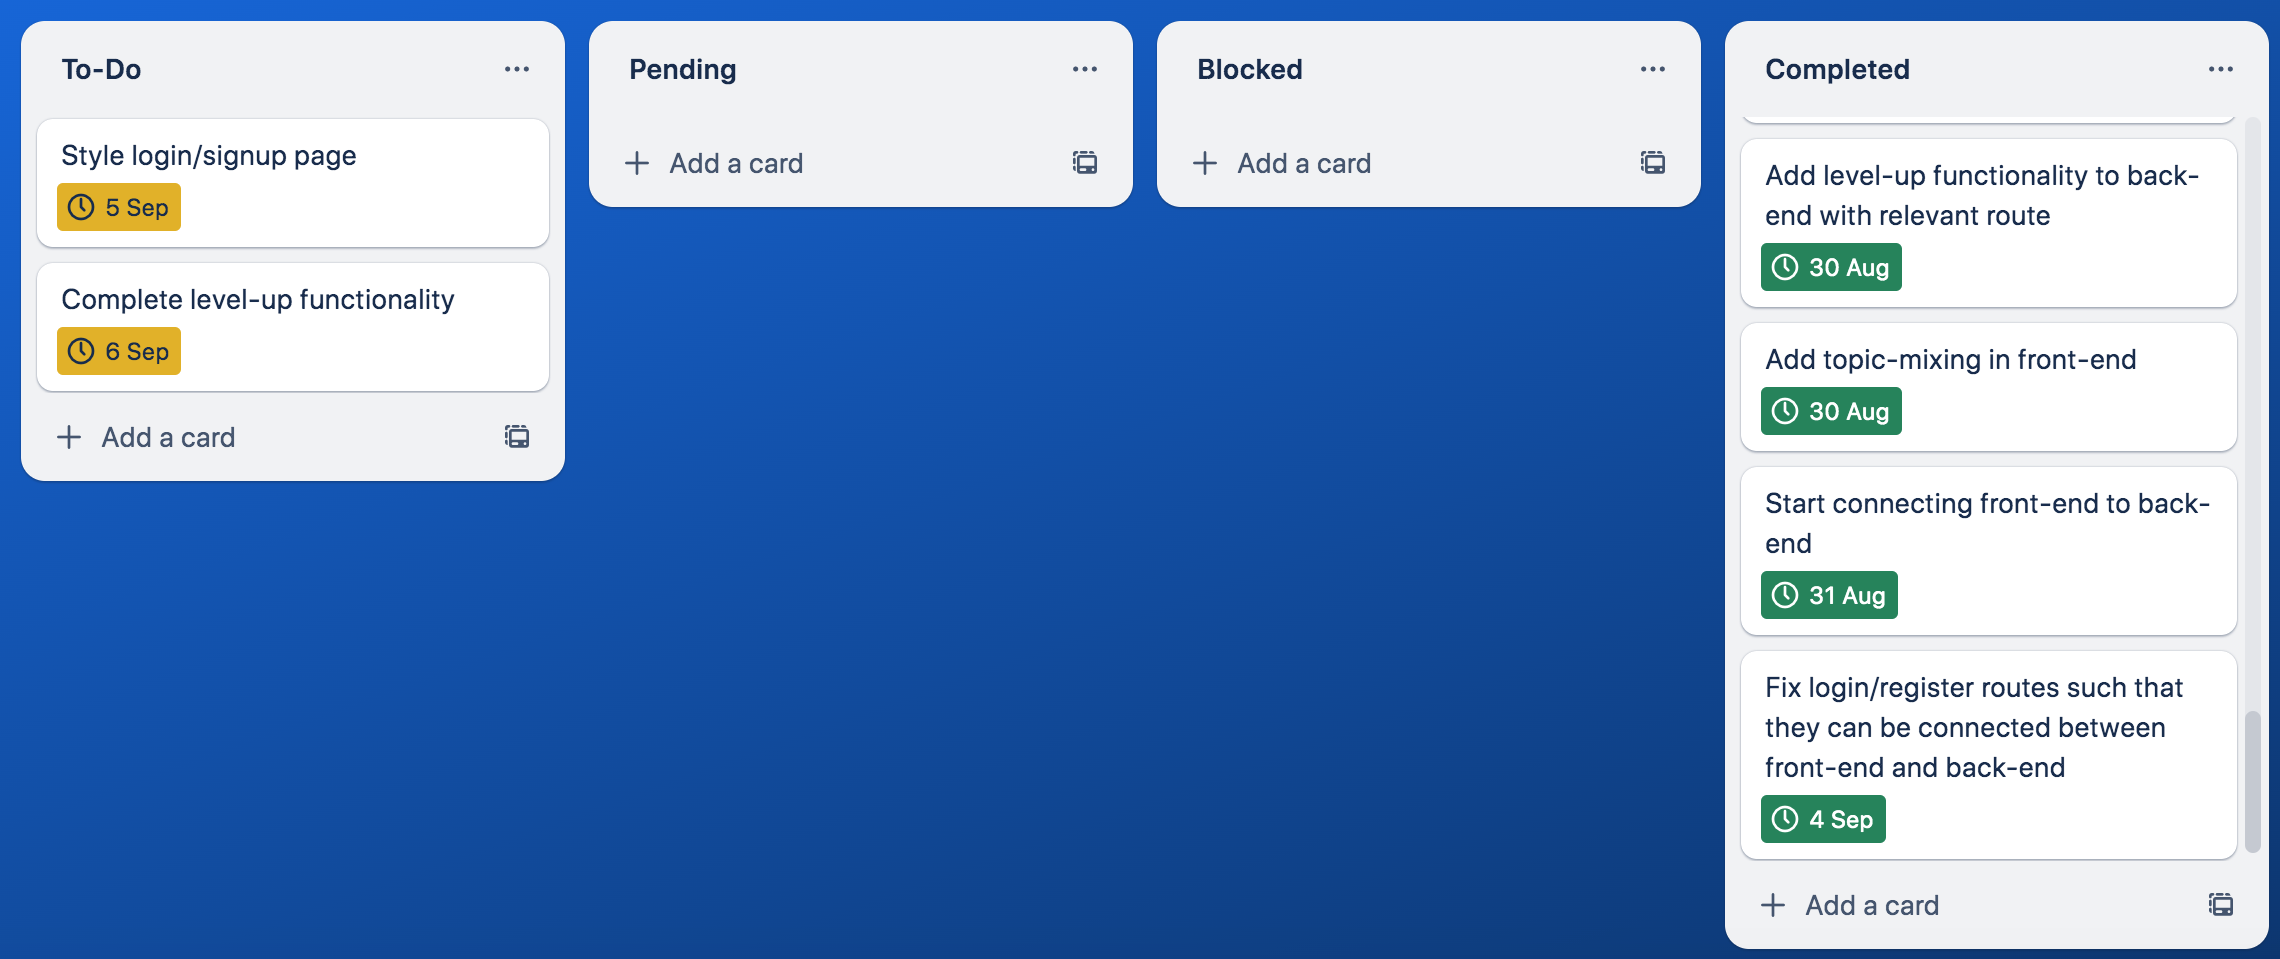 To-Do
Style login/signup page
5 Sep
Complete level-up functionality
6 Sep
Add a card
Pending
Add a card
Blocked
Add a card
Completed
Add level-up functionality to back-
end with relevant route
30 Aug
Add topic-mixing in front-end
30 Aug
Start connecting front-end to back-
end
31 Aug
Fix login/register routes such that
they can be connected between
front-end and back-end
4 Sep
Add a card